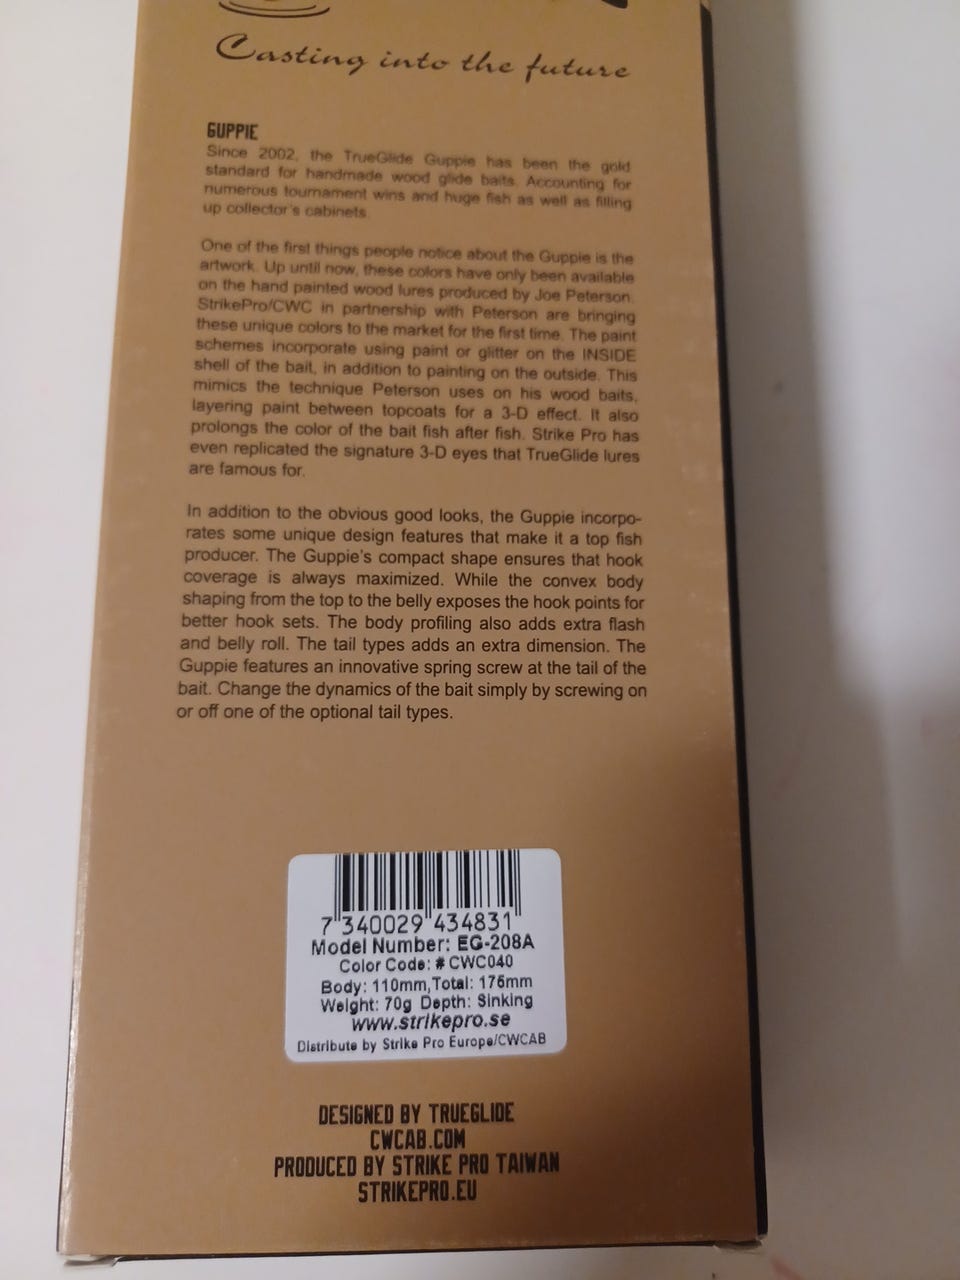 Casting into the future
GUPPIE
Since 2002, the TrueGlide Guppie has been the gold
standard for handmade wood glide baits. Accounting for
numerous tournament wins and huge fish as well as filling
up collector's cabinets.
One of the first things people notice about the Guppie is the
artwork. Up until now, these colors have only been available
on the hand painted wood lures produced by Joe Peterson.
StrikePro/CWC in partnership with Peterson are bringing
these unique colors to the market for the first time. The paint
schemes incorporate using paint or glitter on the INSIDE
shell of the bait, in addition to painting on the outside. This
mimics the technique Peterson uses on his wood baits,
layering paint between topcoats for a 3-D effect. It also
prolongs the color of the bait fish after fish. Strike Pro has
even replicated the signature 3-D eyes that TrueGlide lures
are famous for.
In addition to the obvious good looks, the Guppie incorpo-
rates some unique design features that make it a top fish
producer. The Guppie's compact shape ensures that hook
coverage is always maximized. While the convex body
shaping from the top to the belly exposes the hook points for
better hook sets. The body profiling also adds extra flash
and belly roll. The tail types adds an extra dimension. The
Guppie features an innovative spring screw at the tail of the
bait. Change the dynamics of the bait simply by screwing on
or off one of the optional tail types.
7 340029 434831
Model Number: EG-208A
Color Code: # CWC040
Body: 110mm,Total: 175mm
Weight: 70g Depth: Sinking
www.strikepro.se
Distribute by Strike Pro Europe/CWCAB
DESIGNED BY TRUEGLIDE
CWCAB.COM
PRODUCED BY STRIKE PRO TAIWAN
STRIKEPRO.EU